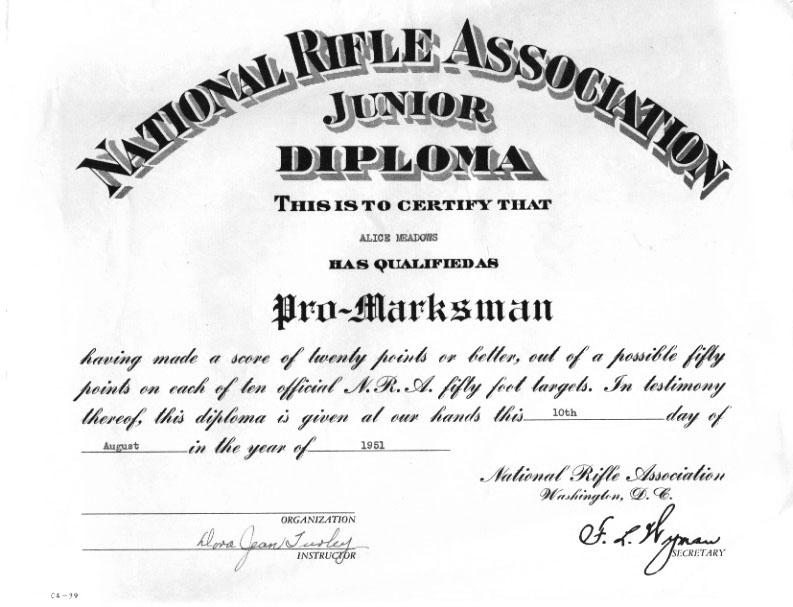 NATIONAL RIFLE ASSOCIATION
JUNIOR
DIPLOMA
THIS IS TO CERTIFY THAT
ALICE MEADOWS
HAS QUALIFIED AS
Pro-Marksman
having made a score of twenty points or better, out of a possible fifty
points on each of ten official N.R.A. fifty foot targets. In testimony
thereof, this diploma is given at our hands this 10th day of
August in the year of 1951
National Rifle Association
Washington, D. C.
ORGANIZATION
Dora Jean Turley
INSTRUCTOR
F. L. Wyman
SECRETARY
C4-39